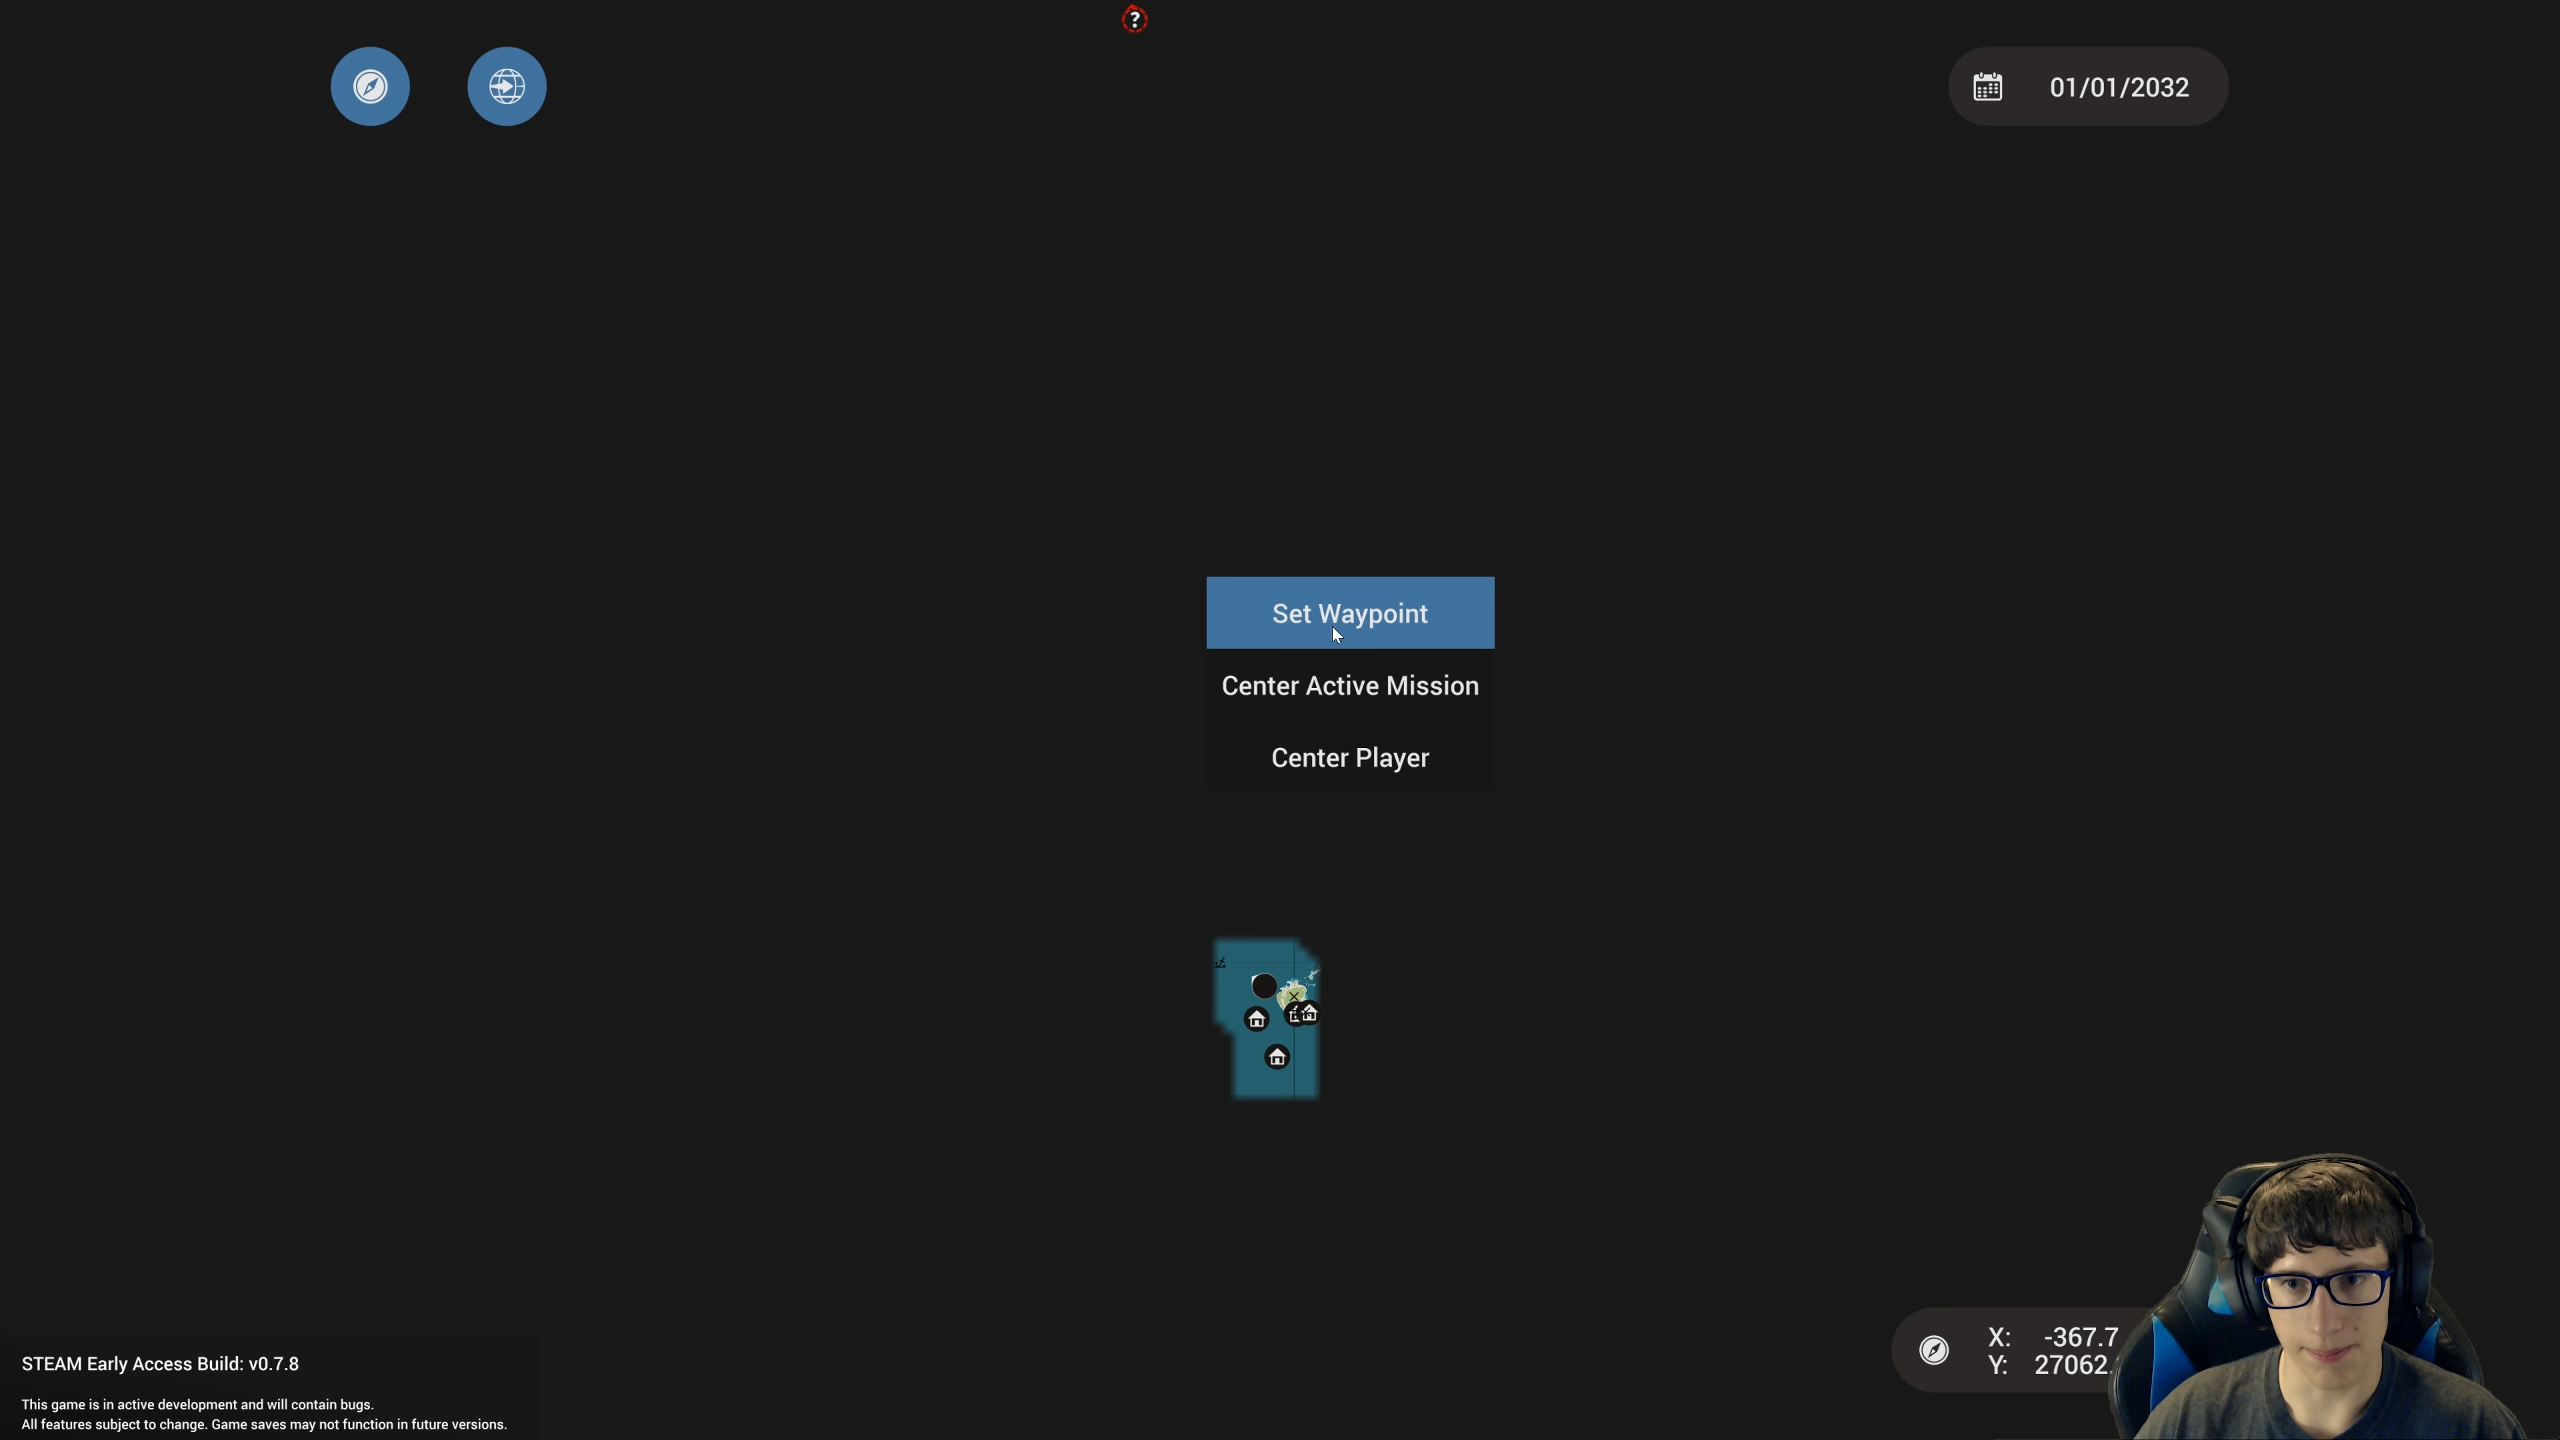 ?
01/01/2032
Set Waypoint
Center Active Mission
Center Player
X: -367.7
Y: 27062.
STEAM Early Access Build: v0.7.8
This game is in active development and will contain bugs.
All features subject to change. Game saves may not function in future versions.